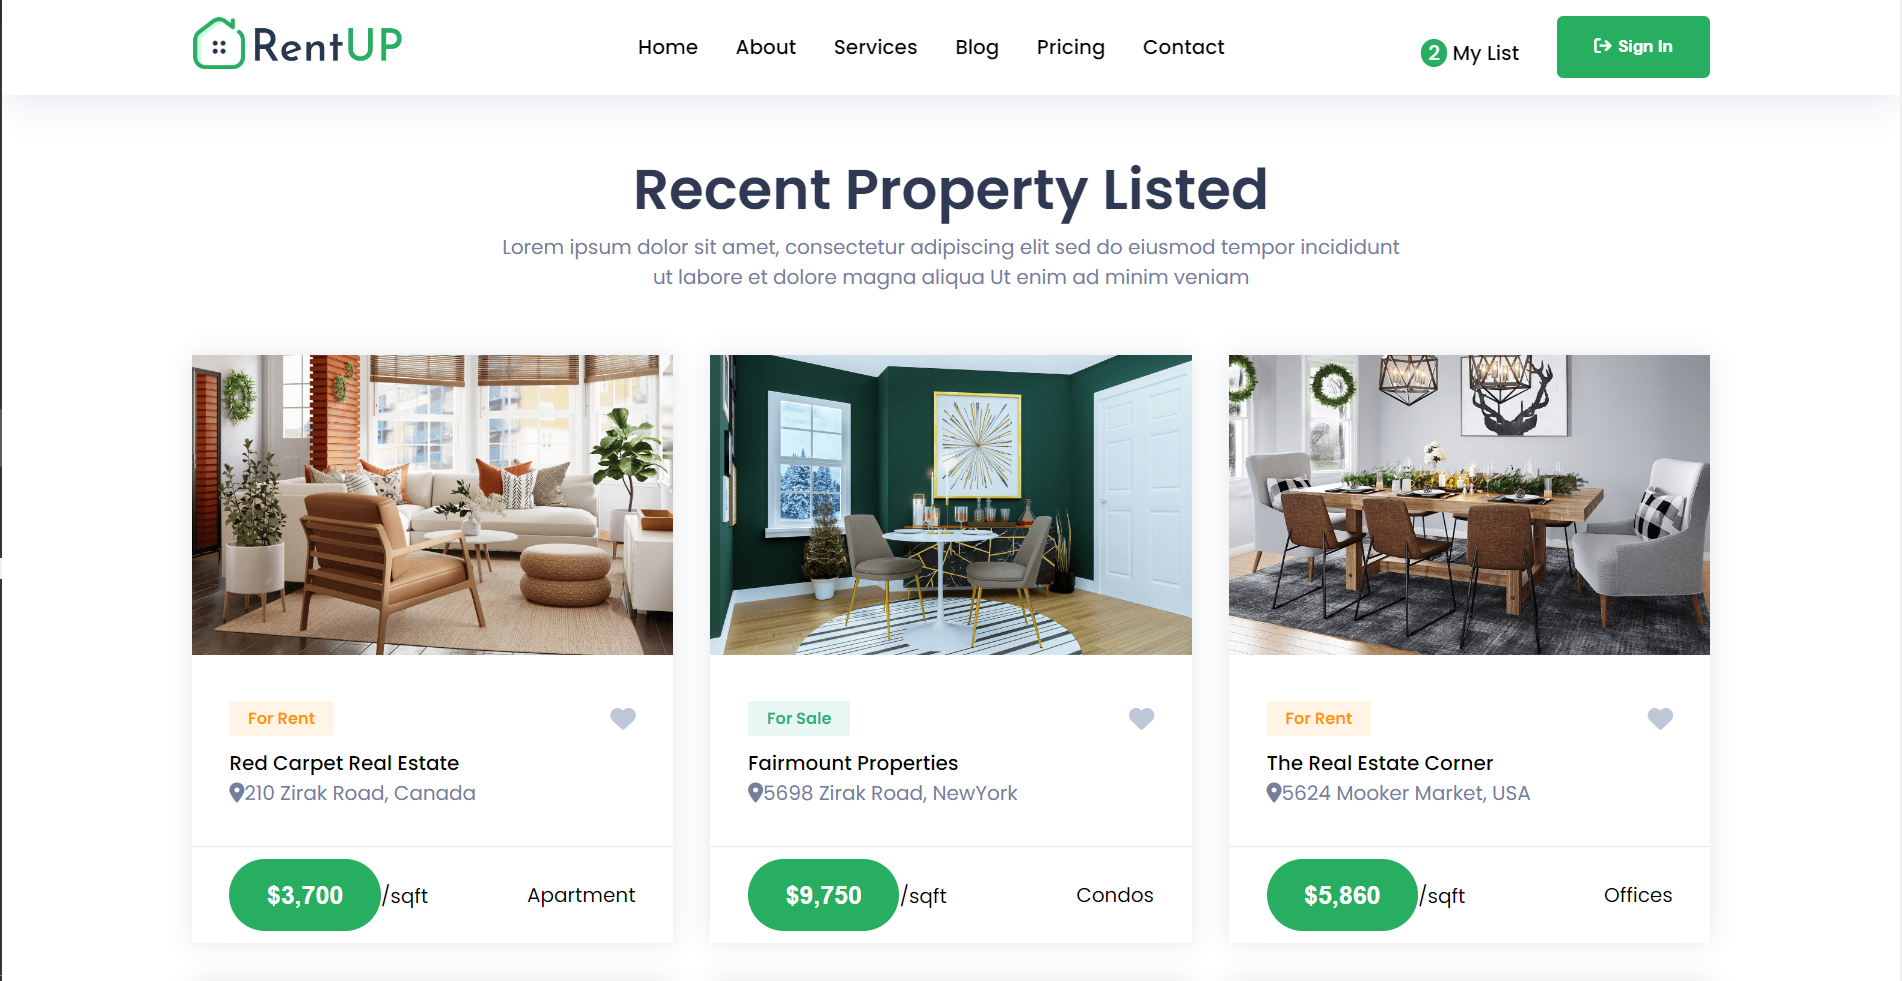 RentUP
Home About Services Blog Pricing Contact
2 My List
Sign In
Recent Property Listed
Lorem ipsum dolor sit amet, consectetur adipiscing elit sed do eiusmod tempor incididunt
ut labore et dolore magna aliqua Ut enim ad minim veniam
For Rent
Red Carpet Real Estate
210 Zirak Road, Canada
$3,700 /sqft Apartment
For Sale
Fairmount Properties
5698 Zirak Road, NewYork
$9,750 /sqft Condos
For Rent
The Real Estate Corner
5624 Mooker Market, USA
$5,860 /sqft Offices